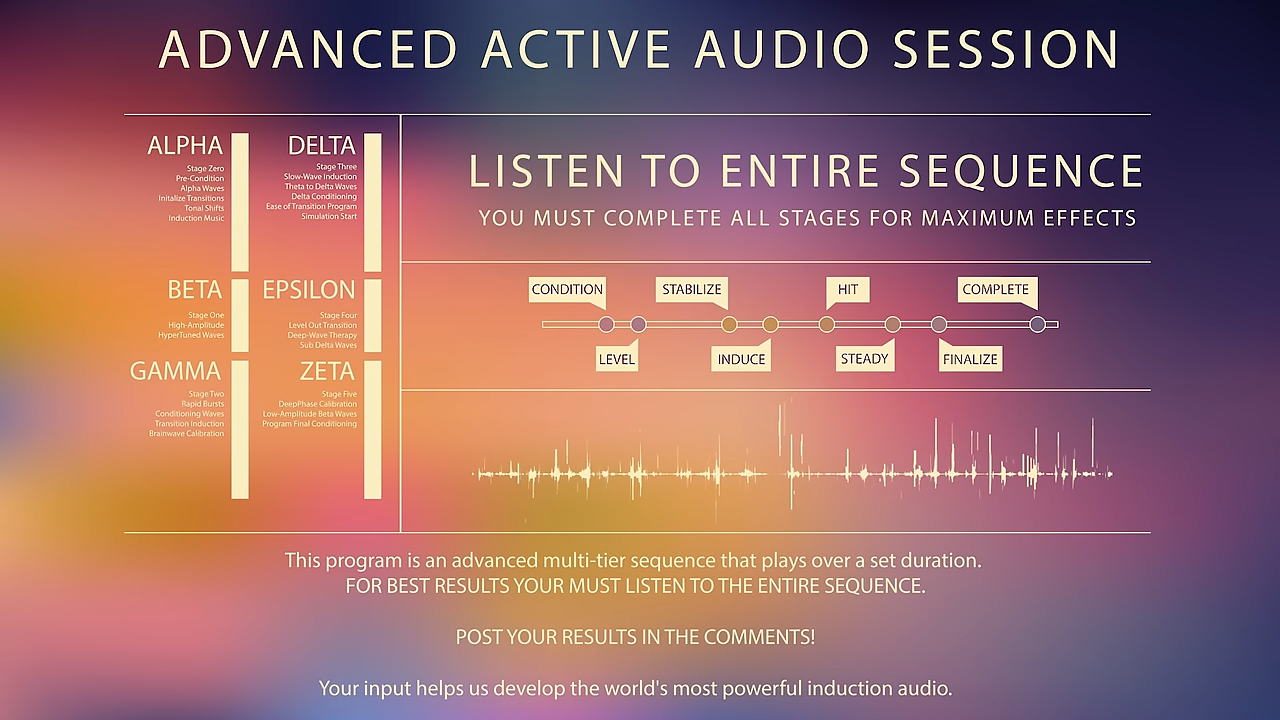 ADVANCED ACTIVE AUDIO SESSION
ALPHA
Stage Zero
Pre-Condition
Alpha Waves
Initalize Transitions
Tonal Shifts
Induction Music
DELTA
Stage Three
Slow-Wave Induction
Theta to Delta Waves
Delta Conditioning
Ease of Transition Program
Simulation Start
BETA
Stage One
High-Amplitude
HyperTuned Waves
EPSILON
Stage Four
Level Out Transition
Deep-Wave Therapy
Sub Delta Waves
GAMMA
Stage Two
Rapid Bursts
Conditioning Waves
Transition Induction
Brainwave Calibration
ZETA
Stage Five
DeepPhase Calibration
Low-Amplitude Beta Waves
Program Final Conditioning
LISTEN TO ENTIRE SEQUENCE
YOU MUST COMPLETE ALL STAGES FOR MAXIMUM EFFECTS
CONDITION
STABILIZE
HIT
COMPLETE
LEVEL
INDUCE
STEADY
FINALIZE
This program is an advanced multi-tier sequence that plays over a set duration.
FOR BEST RESULTS YOUR MUST LISTEN TO THE ENTIRE SEQUENCE.
POST YOUR RESULTS IN THE COMMENTS!
Your input helps us develop the world's most powerful induction audio.